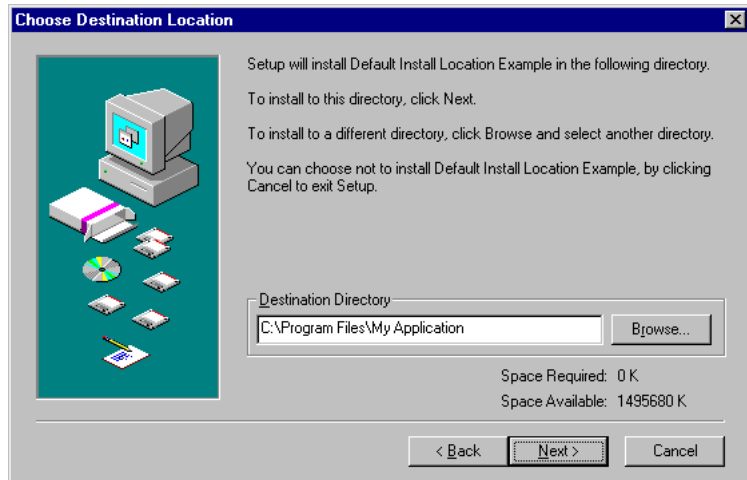 Choose Destination Location
Setup will install Default Install Location Example in the following directory.
To install to this directory, click Next.
To install to a different directory, click Browse and select another directory.
You can choose not to install Default Install Location Example, by clicking
Cancel to exit Setup.
Destination Directory
C:\Program Files\My Application
Browse...
Space Required: 0 K
Space Available: 1495680 K
< Back
Next >
Cancel